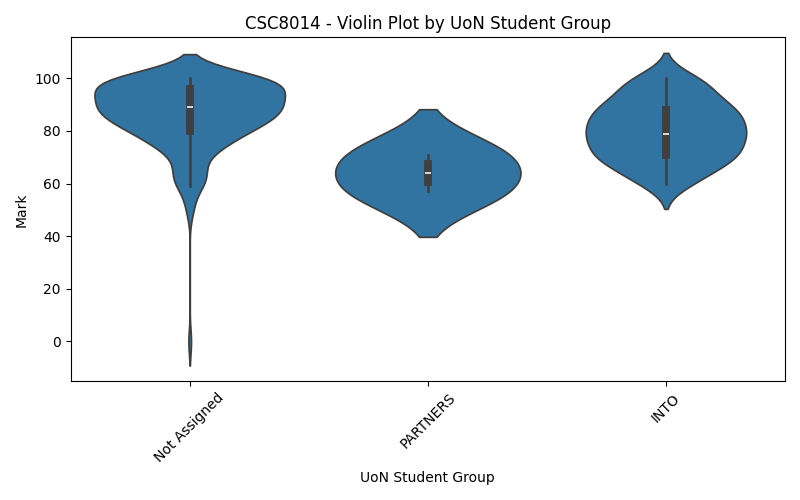 CSC8014 - Violin Plot by UoN Student Group
Mark
100
80
60
40
20
0
Not Assigned
PARTNERS
INTO
UoN Student Group